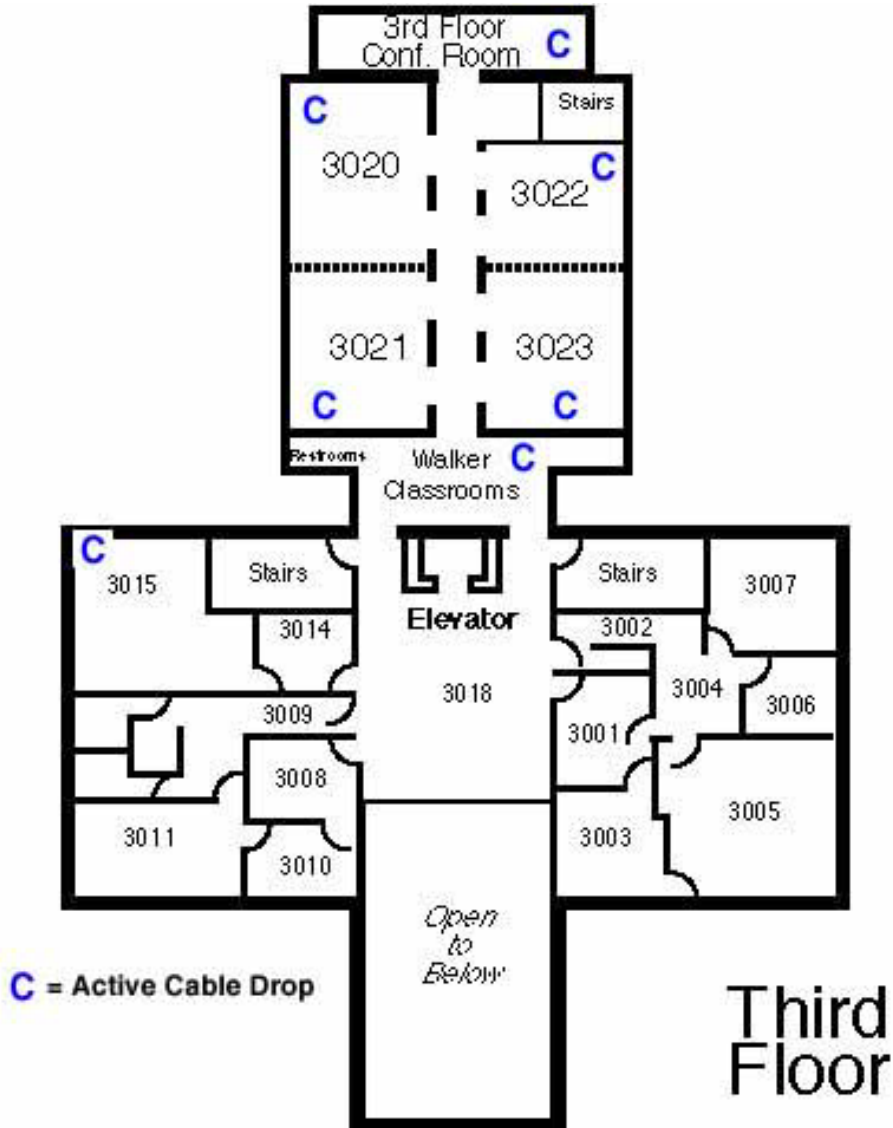 3rd Floor
Conf. Room
C
C
Stairs
3020
C
3022
3021
3023
C
C
Restrooms
Walker
Classrooms
C
C
3015
Stairs
Stairs
3007
3014
Elevator
3002
3009
3018
3004
3006
3001
3008
3005
3011
3010
3003
Open
to
Below
C = Active Cable Drop
Third
Floor